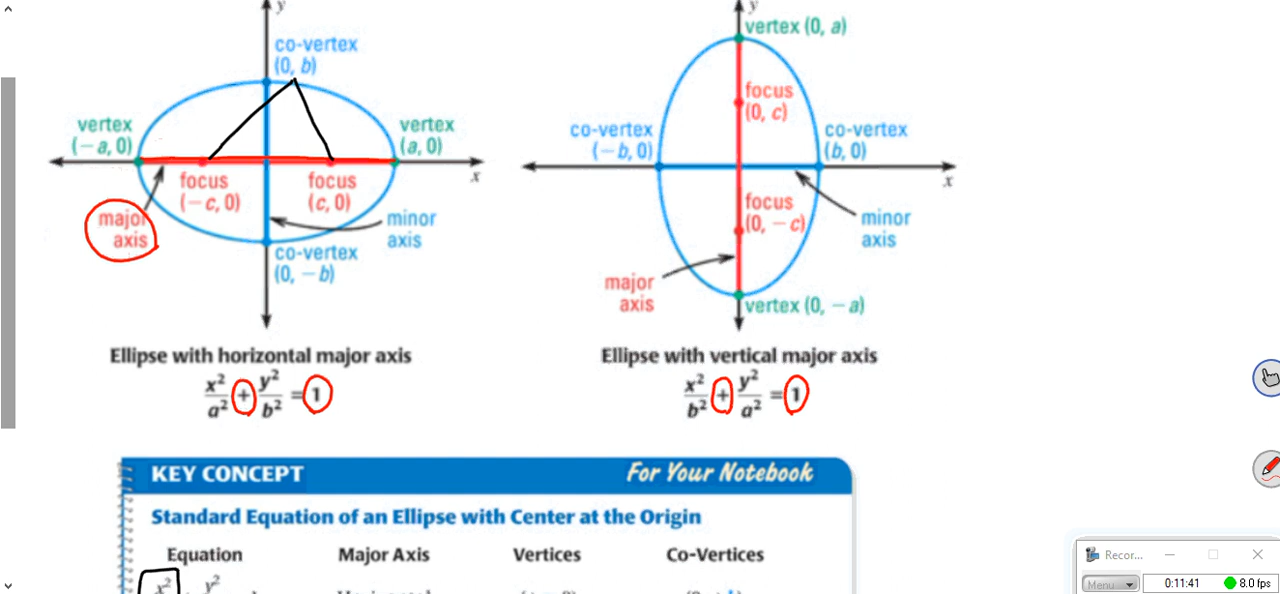 y
co-vertex
(0, b)
vertex
(−a, 0)
vertex
(a, 0)
x
focus
(−c, 0)
focus
(c, 0)
major
axis
minor
axis
co-vertex
(0, −b)
Ellipse with horizontal major axis
x²/a² + y²/b² = 1
y
vertex (0, a)
focus
(0, c)
co-vertex
(−b, 0)
co-vertex
(b, 0)
x
focus
(0, −c)
minor
axis
major
axis
vertex (0, −a)
Ellipse with vertical major axis
x²/b² + y²/a² = 1
KEY CONCEPT For Your Notebook
Standard Equation of an Ellipse with Center at the Origin
Equation Major Axis Vertices Co-Vertices
x² y²
Recor...
Menu 0:11:41 8.0 fps